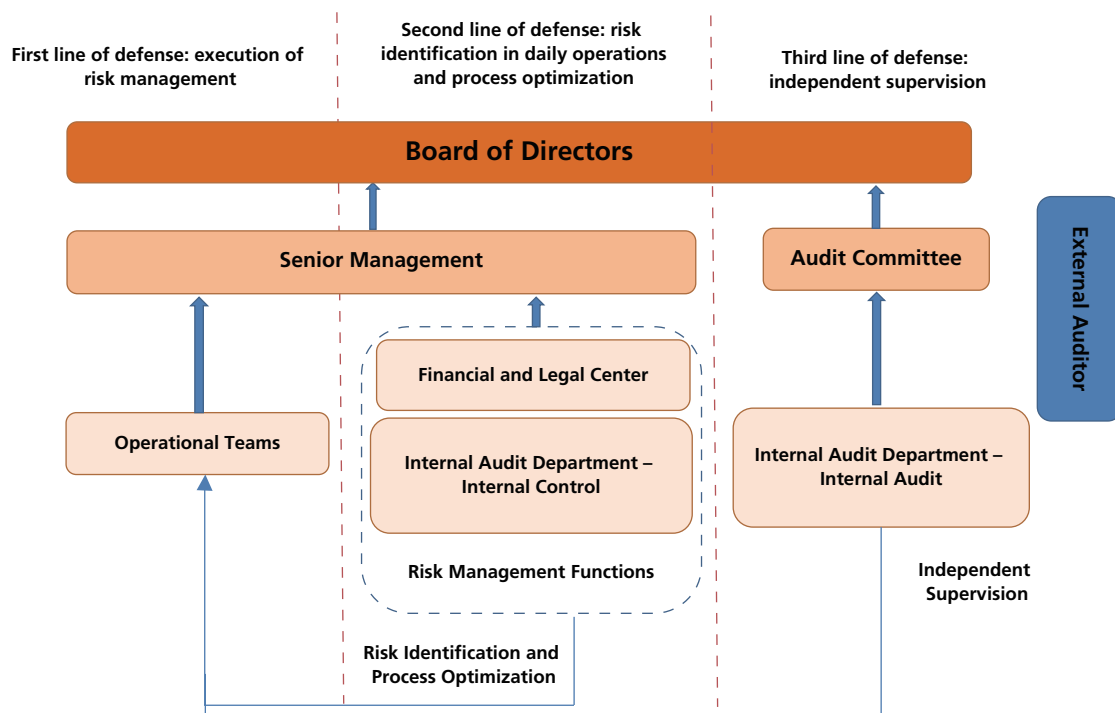 First line of defense: execution of
risk management
Second line of defense: risk
identification in daily operations
and process optimization
Third line of defense:
independent supervision
Board of Directors
Senior Management
Audit Committee
External Auditor
Financial and Legal Center
Operational Teams
Internal Audit Department –
Internal Control
Internal Audit Department –
Internal Audit
Risk Management Functions
Independent
Supervision
Risk Identification and
Process Optimization